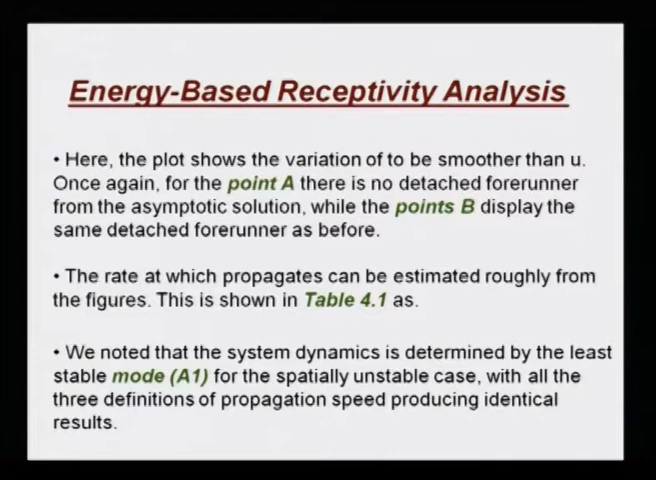 Energy-Based Receptivity Analysis
• Here, the plot shows the variation of to be smoother than u.
Once again, for the point A there is no detached forerunner
from the asymptotic solution, while the points B display the
same detached forerunner as before.
• The rate at which propagates can be estimated roughly from
the figures. This is shown in Table 4.1 as.
• We noted that the system dynamics is determined by the least
stable mode (A1) for the spatially unstable case, with all the
three definitions of propagation speed producing identical
results.